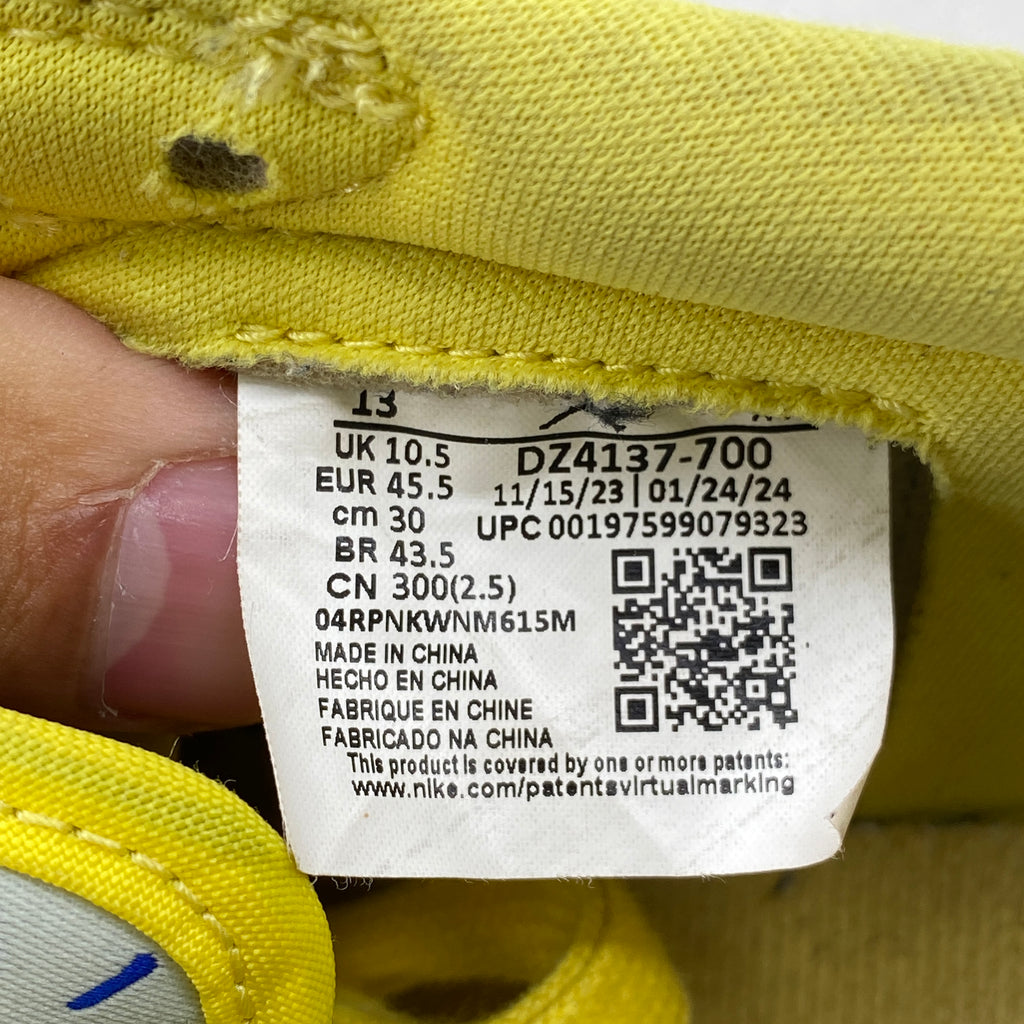 13
UK 10.5
EUR 45.5
cm 30
BR 43.5
CN 300(2.5)
DZ4137-700
11/15/23|01/24/24
UPC 00197599079323
04RPNKWNM615M
MADE IN CHINA
HECHO EN CHINA
FABRIQUE EN CHINE
FABRICADO NA CHINA
This product is covered by one or more patents:
www.nike.com/patentsvirtualmarking